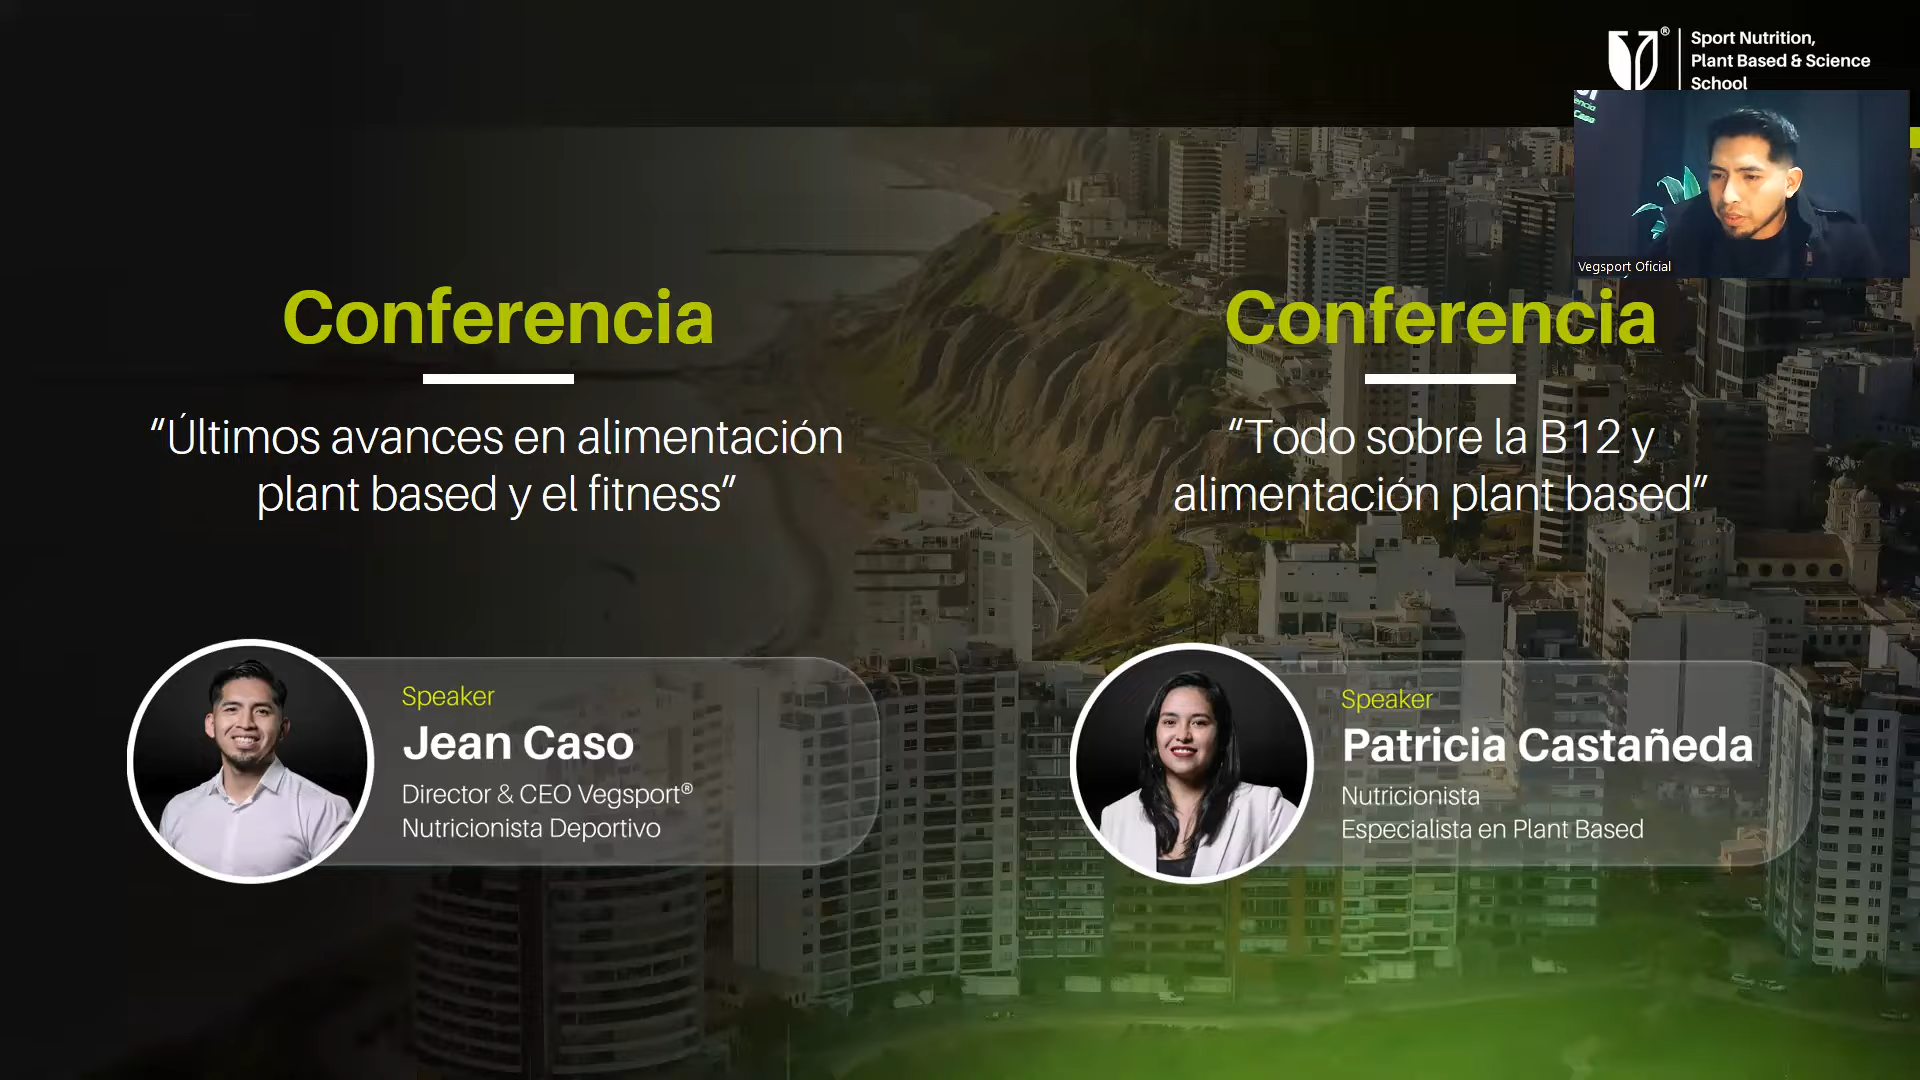 Sport Nutrition,
Plant Based & Science
School
Vegsport Oficial
Conferencia
“Últimos avances en alimentación
plant based y el fitness”
Speaker
Jean Caso
Director & CEO Vegsport®
Nutricionista Deportivo
Conferencia
“Todo sobre la B12 y
alimentación plant based”
Speaker
Patricia Castañeda
Nutricionista
Especialista en Plant Based